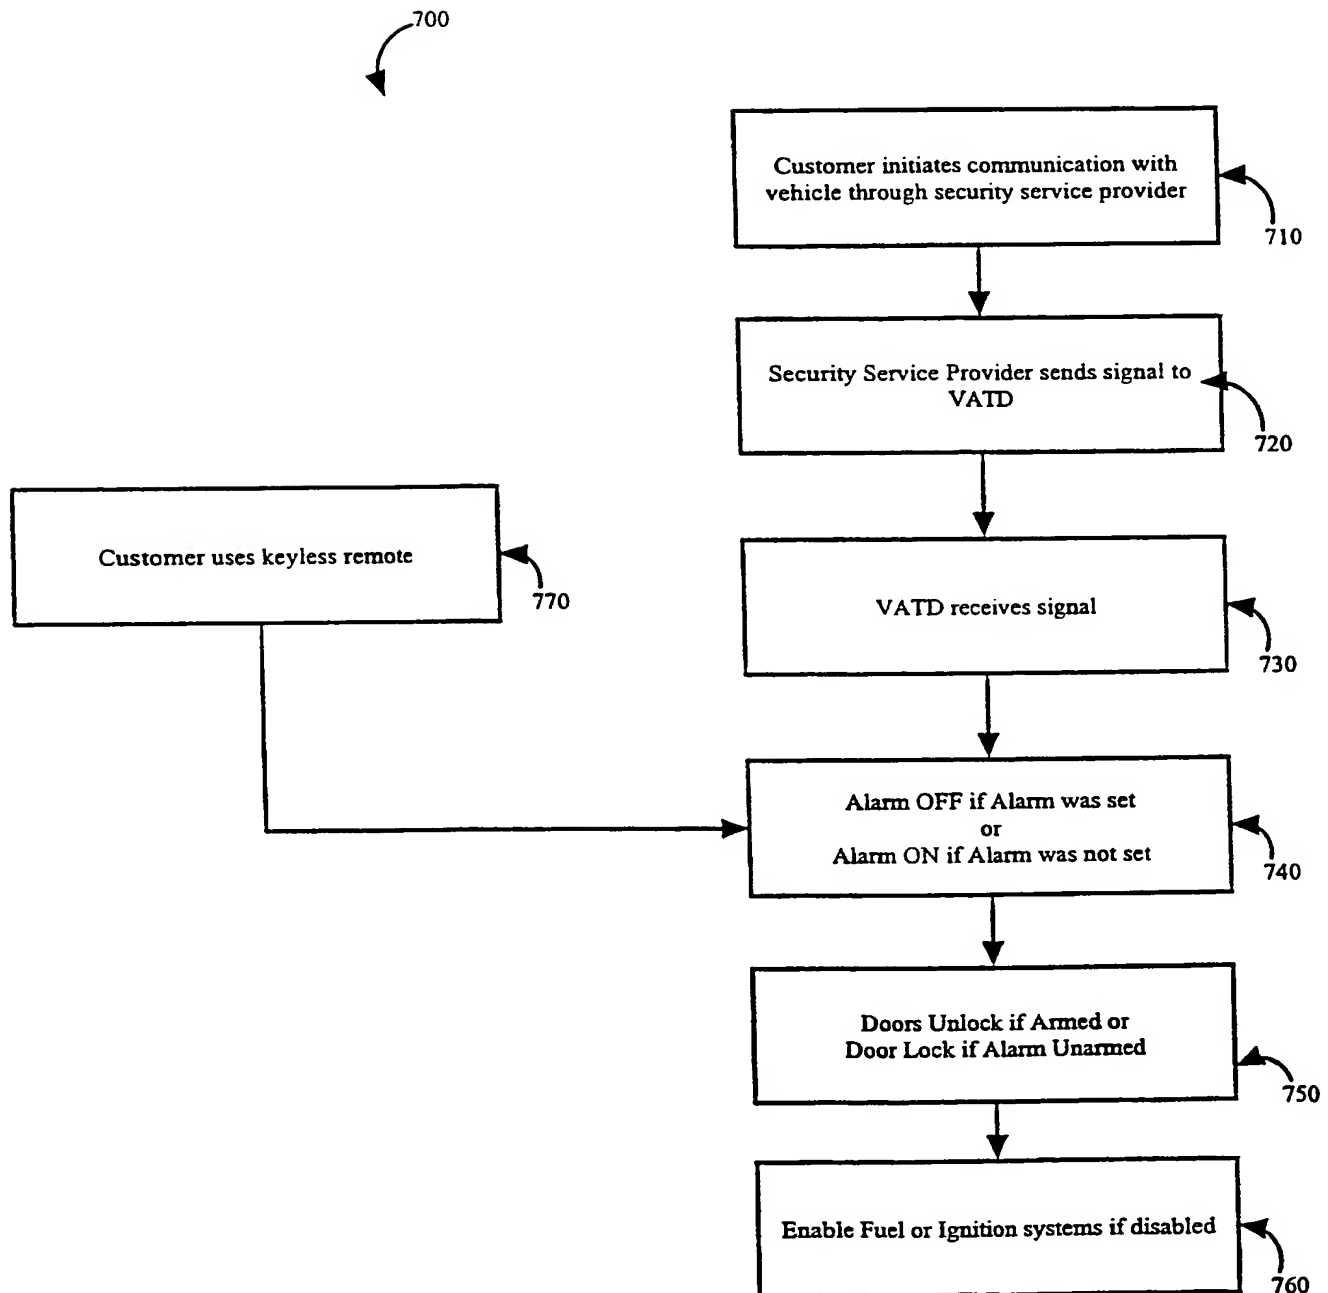 700
Customer initiates communication with
vehicle through security service provider
710
Security Service Provider sends signal to
VATD
720
Customer uses keyless remote
770
VATD receives signal
730
Alarm OFF if Alarm was set
or
Alarm ON if Alarm was not set
740
Doors Unlock if Armed or
Door Lock if Alarm Unarmed
750
Enable Fuel or Ignition systems if disabled
760